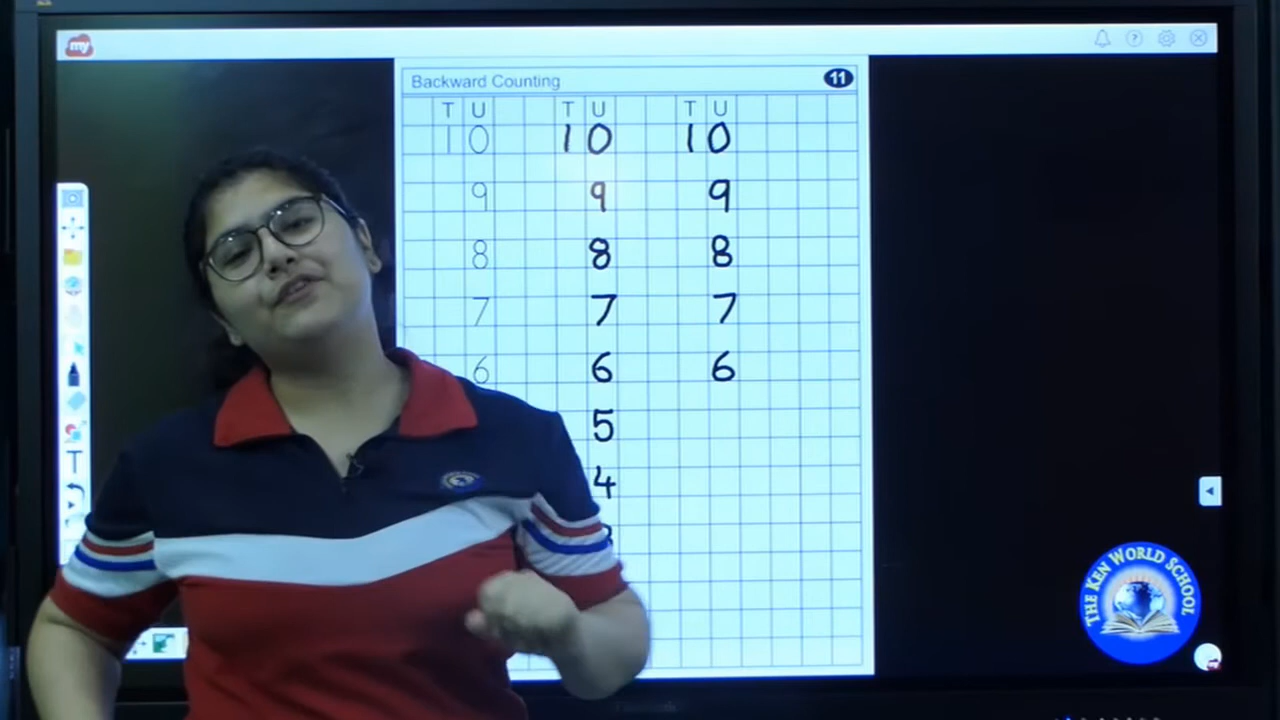 my
Backward Counting 11
T U T U T U
10 10 10
9 9 9
8 8 8
7 7 7
6 6 6
5
4
T
THE KEN WORLD SCHOOL